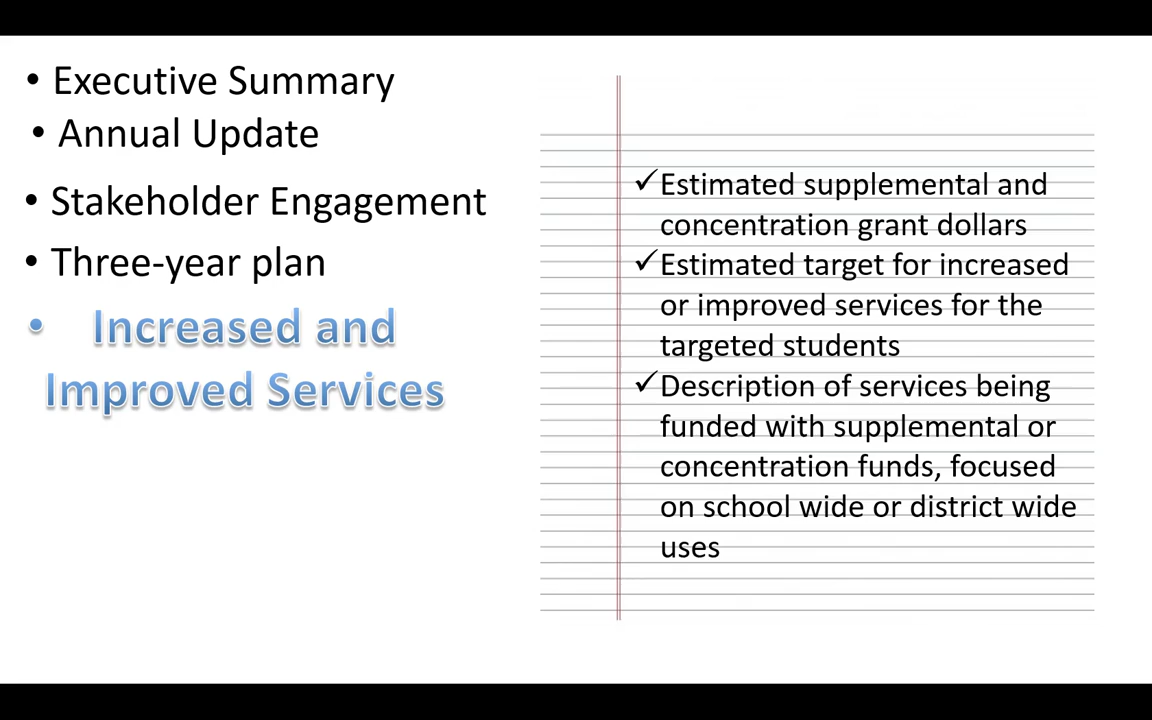 • Executive Summary
• Annual Update
• Stakeholder Engagement
• Three-year plan
• Increased and
Improved Services
✓Estimated supplemental and
concentration grant dollars
✓Estimated target for increased
or improved services for the
targeted students
✓Description of services being
funded with supplemental or
concentration funds, focused
on school wide or district wide
uses